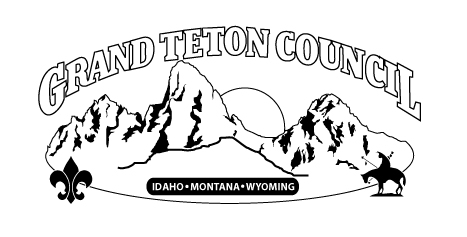 GRAND TETON COUNCIL
IDAHO • MONTANA • WYOMING